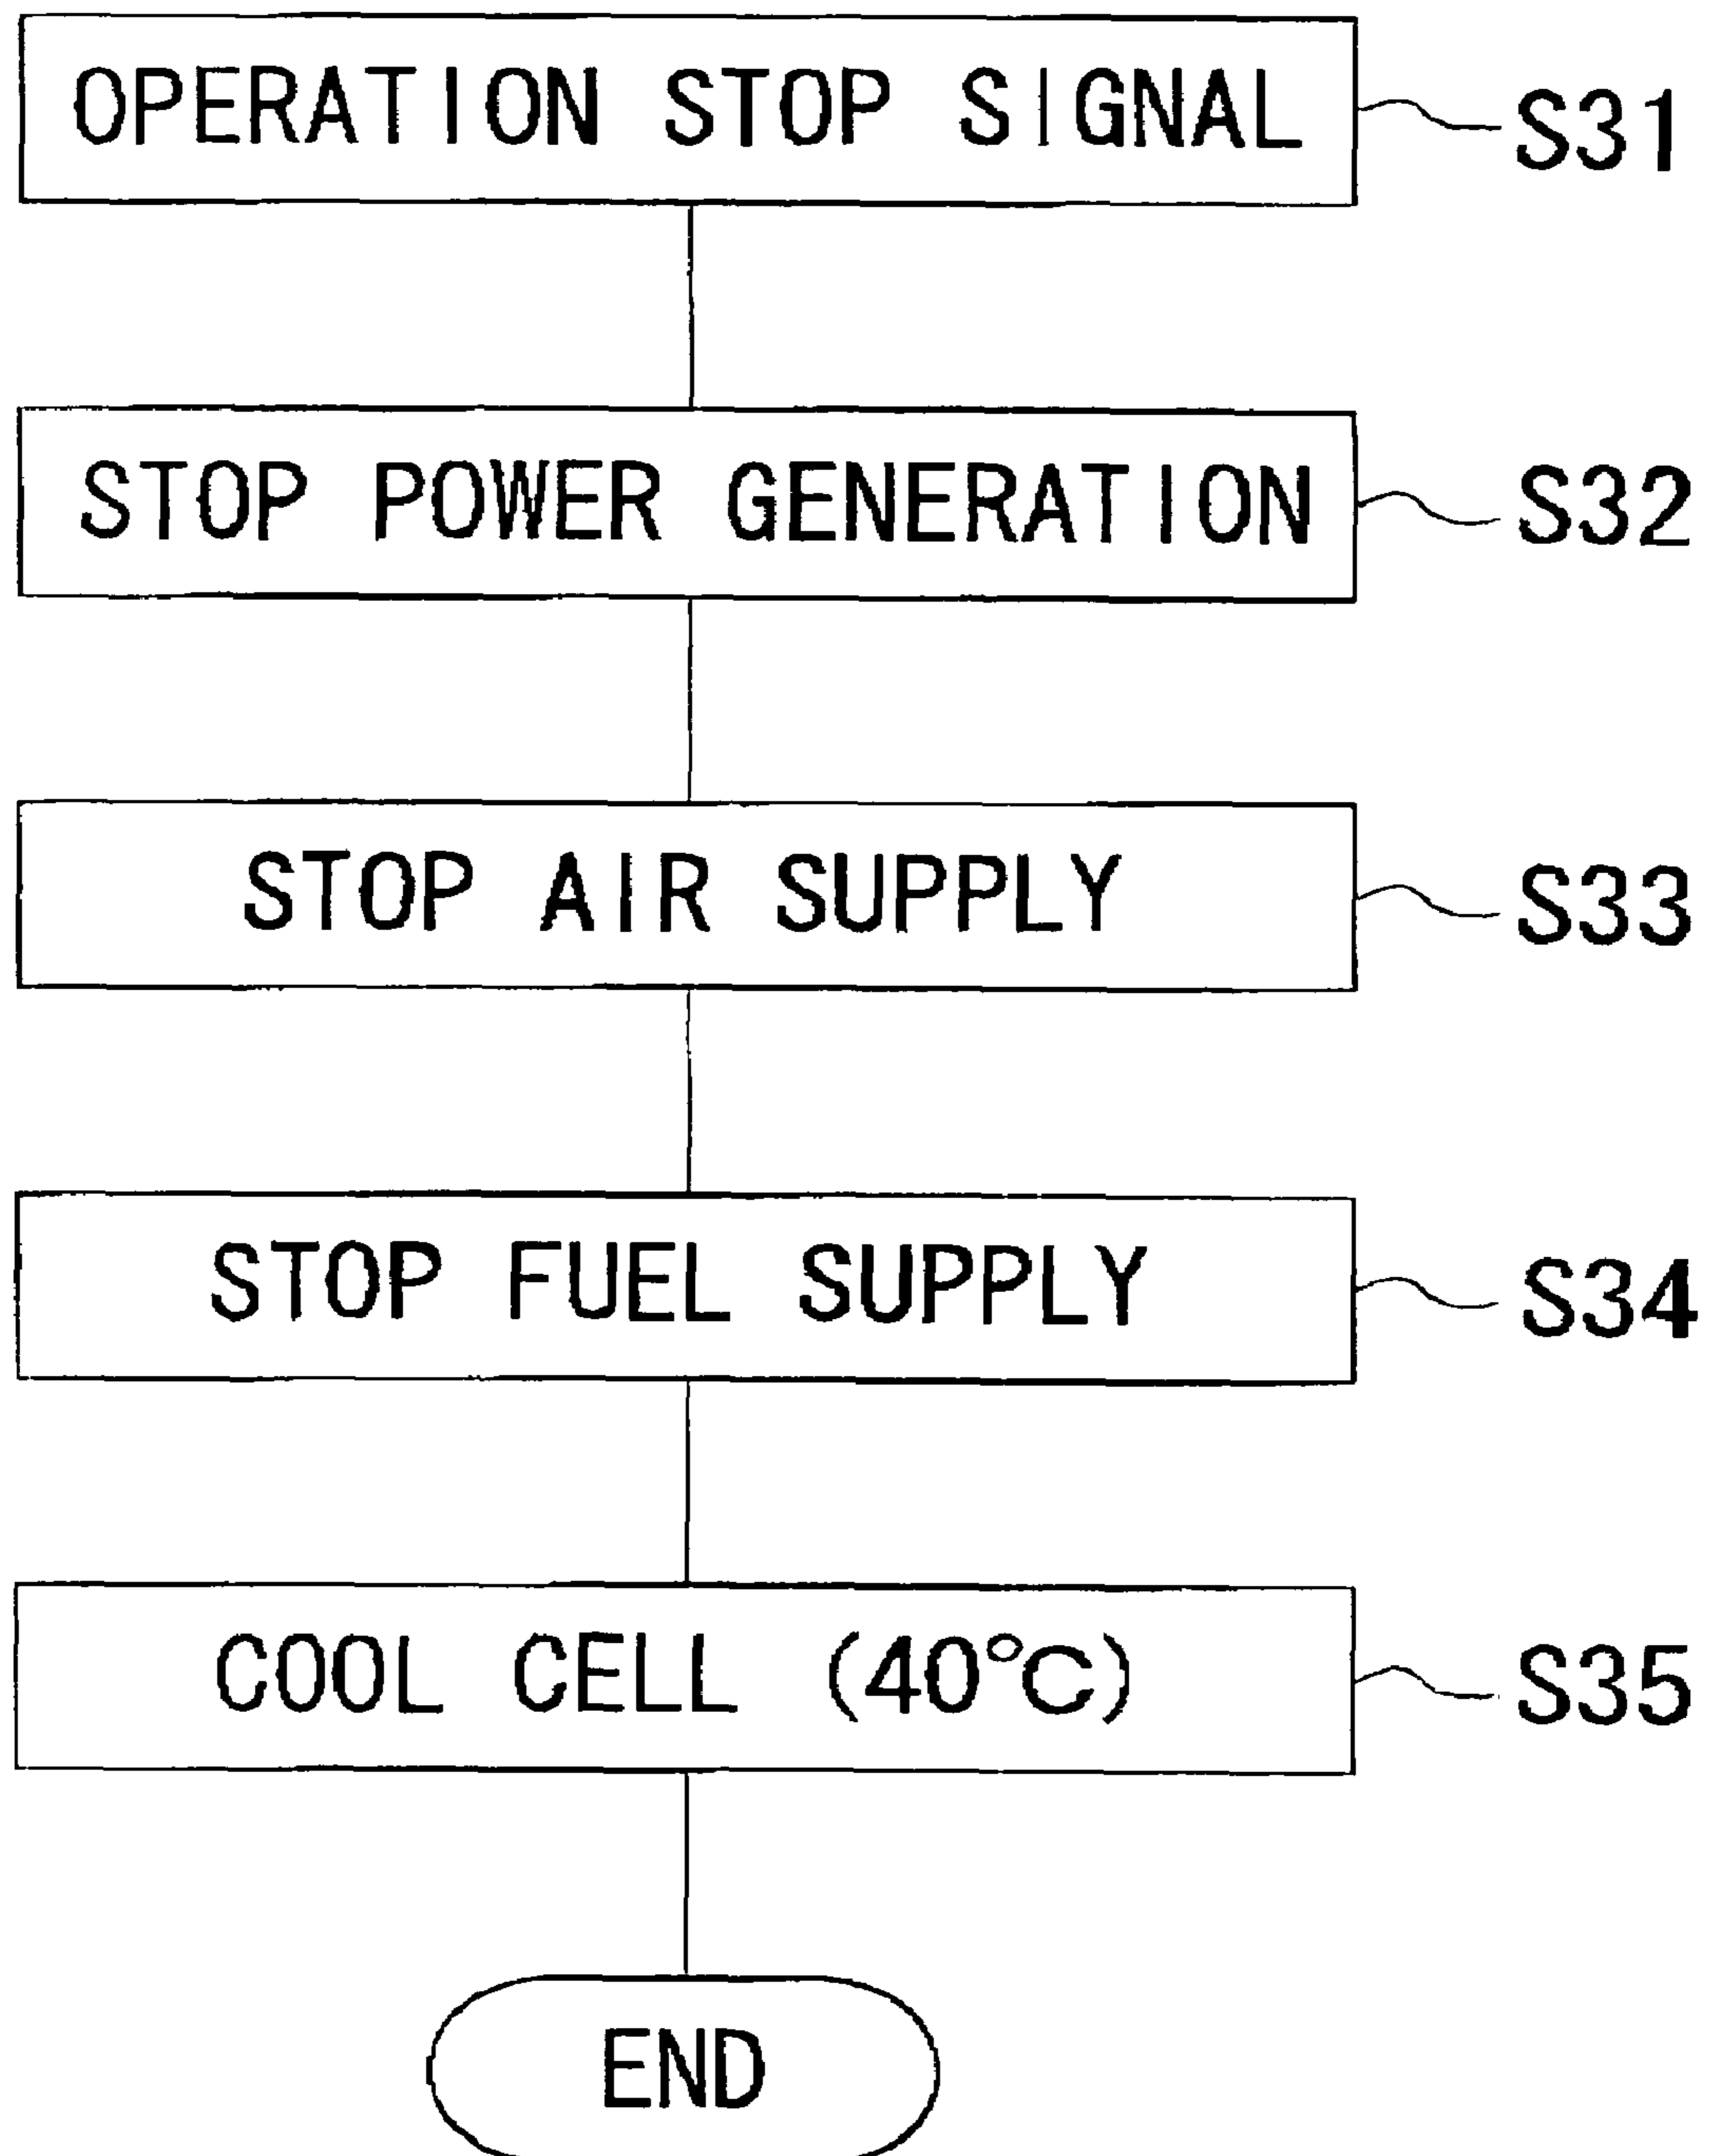 OPERATION STOP SIGNAL S31
STOP POWER GENERATION S32
STOP AIR SUPPLY S33
STOP FUEL SUPPLY S34
COOL CELL (40°C) S35
END